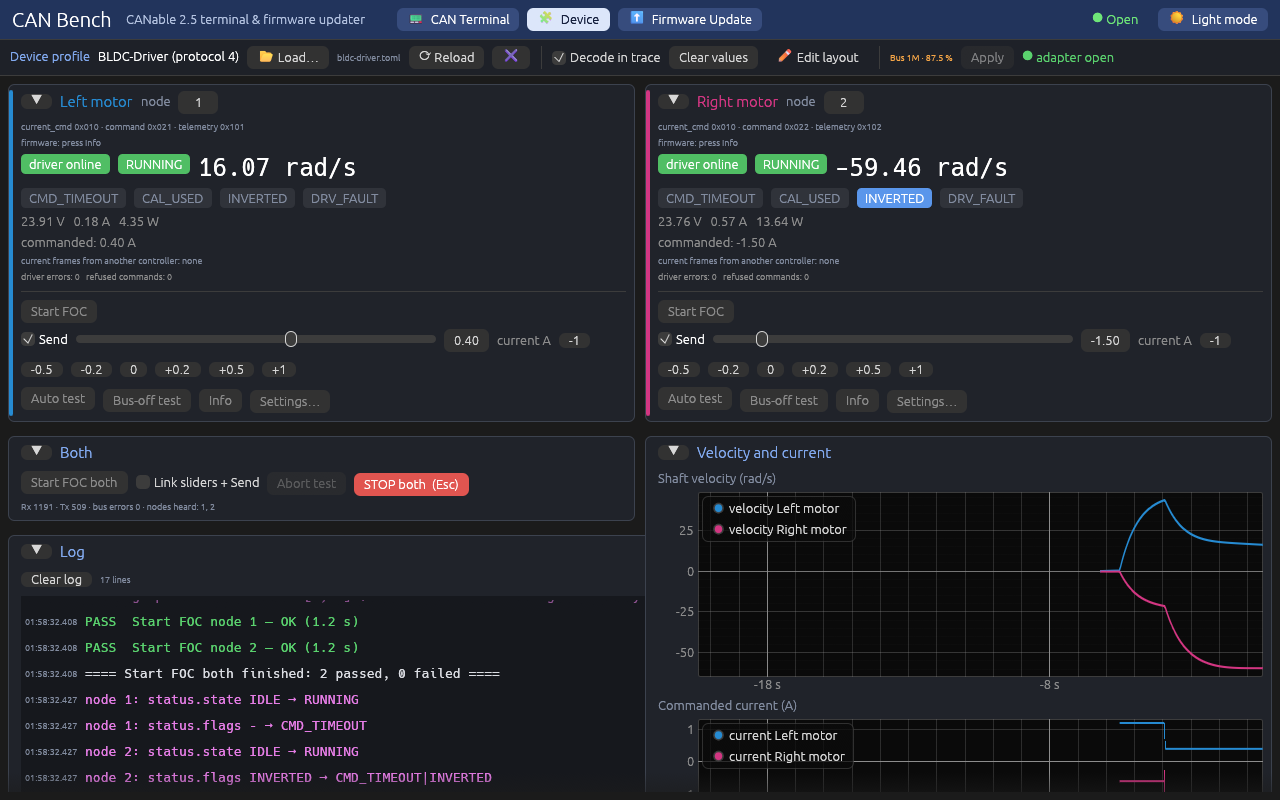 CAN Bench CANable 2.5 terminal & firmware updater CAN Terminal Device Firmware Update Open Light mode
Device profile BLDC-Driver (protocol 4) Load… bldc-driver.toml Reload Decode in trace Clear values Edit layout Bus 1M · 87.5 % Apply adapter open
Left motor node 1
current_cmd 0x010 · command 0x021 · telemetry 0x101
firmware: press Info
driver online RUNNING 16.07 rad/s
CMD_TIMEOUT CAL_USED INVERTED DRV_FAULT
23.91 V 0.18 A 4.35 W
commanded: 0.40 A
current frames from another controller: none
driver errors: 0 refused commands: 0
Start FOC
Send 0.40 current A -1
-0.5 -0.2 0 +0.2 +0.5 +1
Auto test Bus-off test Info Settings…
Right motor node 2
current_cmd 0x010 · command 0x022 · telemetry 0x102
firmware: press Info
driver online RUNNING -59.46 rad/s
CMD_TIMEOUT CAL_USED INVERTED DRV_FAULT
23.76 V 0.57 A 13.64 W
commanded: -1.50 A
current frames from another controller: none
driver errors: 0 refused commands: 0
Start FOC
Send -1.50 current A -1
-0.5 -0.2 0 +0.2 +0.5 +1
Auto test Bus-off test Info Settings…
Both
Start FOC both Link sliders + Send Abort test STOP both (Esc)
Rx 1191 · Tx 509 · bus errors 0 · nodes heard: 1, 2
Log
Clear log 17 lines
01:58:32.408 PASS Start FOC node 1 — OK (1.2 s)
01:58:32.408 PASS Start FOC node 2 — OK (1.2 s)
01:58:32.408 ==== Start FOC both finished: 2 passed, 0 failed ====
01:58:32.427 node 1: status.state IDLE → RUNNING
01:58:32.427 node 1: status.flags - → CMD_TIMEOUT
01:58:32.427 node 2: status.state IDLE → RUNNING
01:58:32.427 node 2: status.flags INVERTED → CMD_TIMEOUT|INVERTED
Velocity and current
Shaft velocity (rad/s)
velocity Left motor
velocity Right motor
25
0
-25
-50
-18 s -8 s
Commanded current (A)
current Left motor
current Right motor
1
0